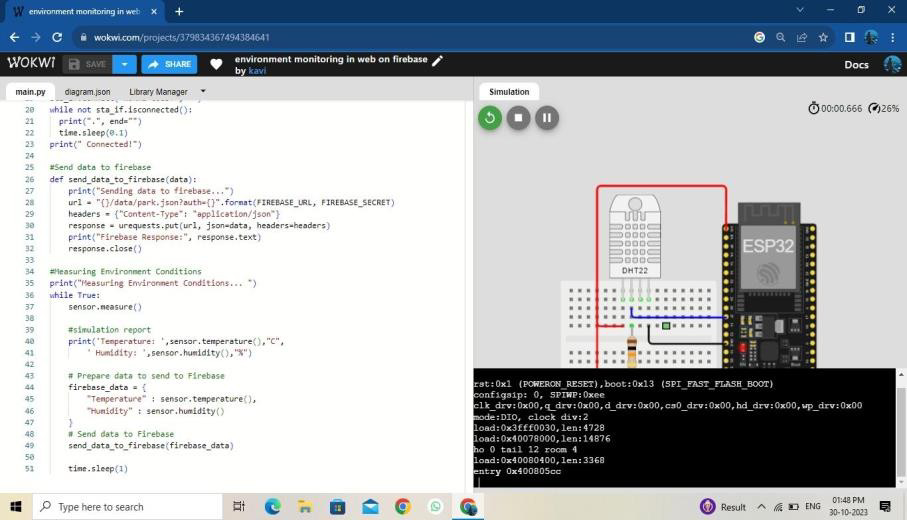 environment monitoring in web
wokwi.com/projects/379834367494384641
WOKWI SAVE SHARE environment monitoring in web on firebase Docs
by kavi
main.py diagram.json Library Manager
Simulation
00:00.666 26%
20 while not sta_if.isconnected():
21 print(".", end="")
22 time.sleep(0.1)
23 print(" Connected!")
24
25 #Send data to firebase
26 def send_data_to_firebase(data):
27 print("Sending data to firebase...")
28 url = "{}/data/park.json?auth={}".format(FIREBASE_URL, FIREBASE_SECRET)
29 headers = {"Content-Type": "application/json"}
30 response = urequests.put(url, json=data, headers=headers)
31 print("Firebase Response:", response.text)
32 response.close()
33
34 #Measuring Environment Conditions
35 print("Measuring Environment Conditions... ")
36 while True:
37 sensor.measure()
38
39 #simulation report
40 print('Temperature: ',sensor.temperature(),"C",
41 ' Humidity: ',sensor.humidity(),"%")
42
43 # Prepare data to send to Firebase
44 firebase_data = {
45 "Temperature" : sensor.temperature(),
46 "Humidity" : sensor.humidity()
47 }
48 # Send data to Firebase
49 send_data_to_firebase(firebase_data)
50
51 time.sleep(1)
DHT22
ESP32
rst:0x1 (POWERON_RESET),boot:0x13 (SPI_FAST_FLASH_BOOT)
configsip: 0, SPIWP:0xee
clk_drv:0x00,q_drv:0x00,d_drv:0x00,cs0_drv:0x00,hd_drv:0x00,wp_drv:0x00
mode:DIO, clock div:2
load:0x3fff0030,len:4728
load:0x40078000,len:14876
ho 0 tail 12 room 4
load:0x40080400,len:3368
entry 0x400805cc
Type here to search
Result
ENG
01:48 PM
30-10-2023